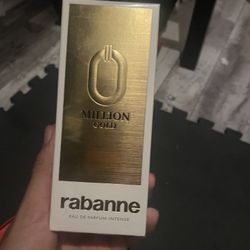 MILLION
GOLD
rabanne
EAU DE PARFUM INTENSE